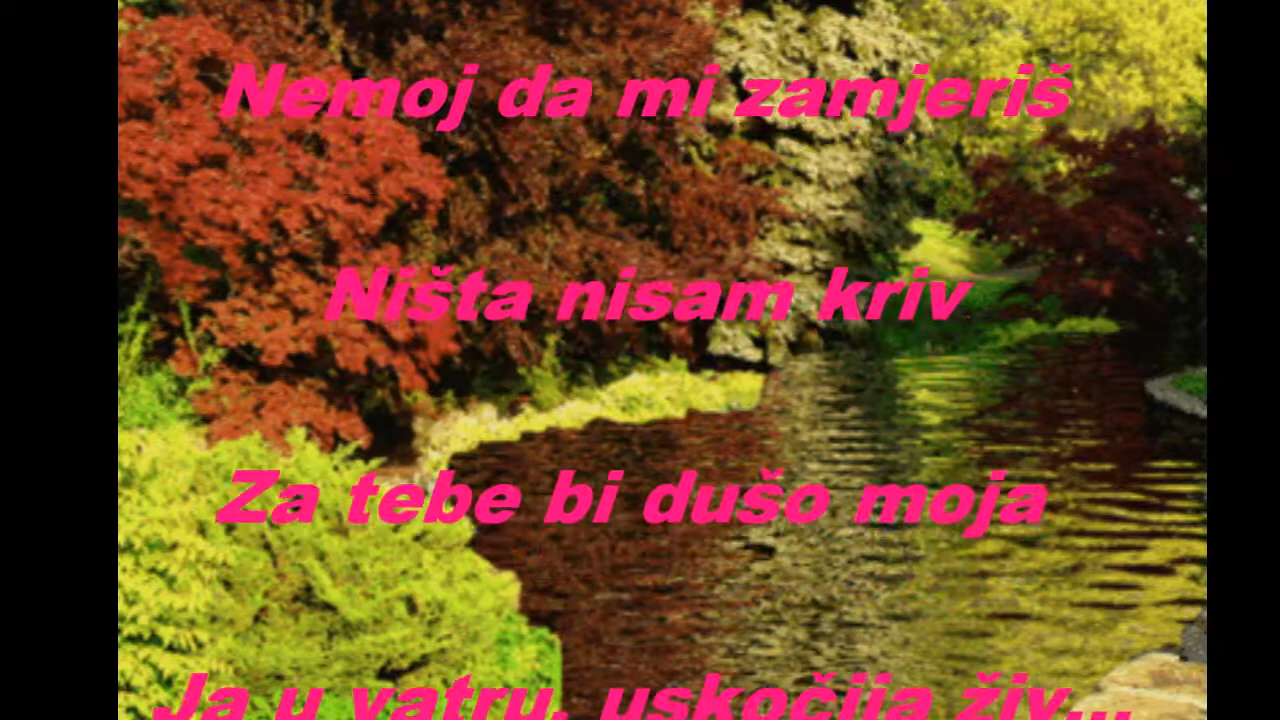 Nemoj da mi zamjeriš
Ništa nisam kriv
Za tebe bi dušo moja
Ja u vatru, uskočija živ...